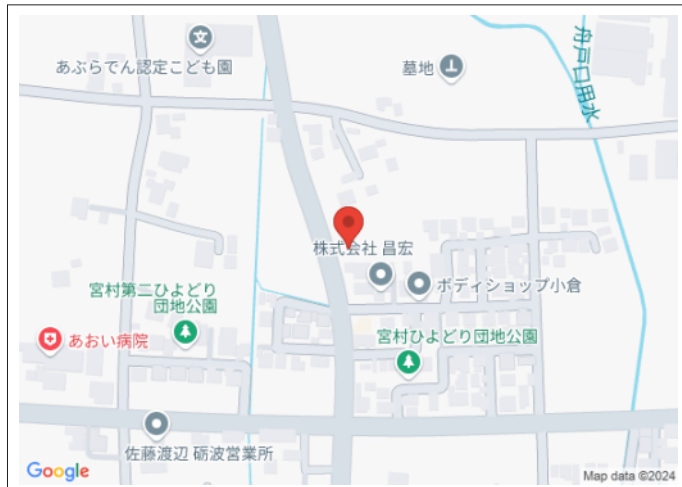 あぶらでん認定こども園
墓地
舟戸口用水
株式会社 昌宏
ボディショップ小倉
宮村第二ひよどり
団地公園
あおい病院
宮村ひよどり団地公園
佐藤渡辺 砺波営業所
Google
Map data ©2024